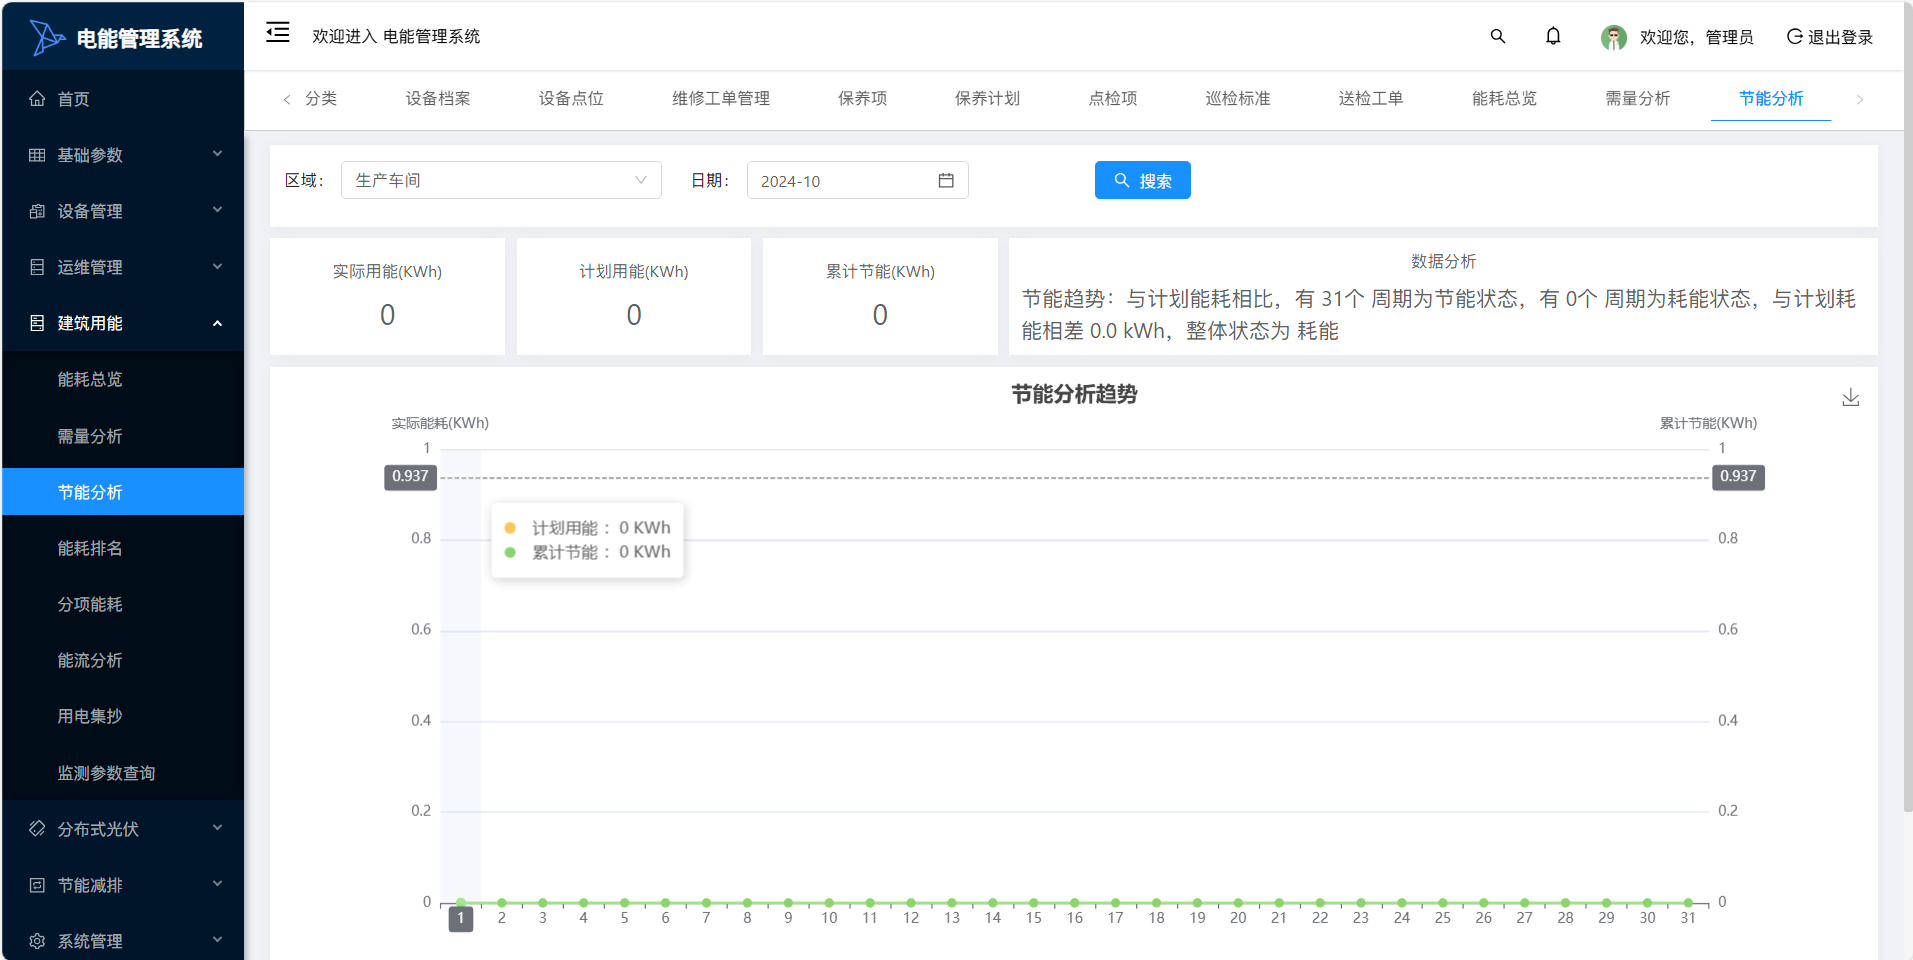 电能管理系统
欢迎进入 电能管理系统
欢迎您，管理员
退出登录
分类
设备档案
设备点位
维修工单管理
保养项
保养计划
点检项
巡检标准
送检工单
能耗总览
需量分析
节能分析
首页
基础参数
设备管理
运维管理
建筑用能
能耗总览
需量分析
节能分析
能耗排名
分项能耗
能流分析
用电集抄
监测参数查询
分布式光伏
节能减排
系统管理
区域：
生产车间
日期：
2024-10
搜索
实际用能(KWh)
0
计划用能(KWh)
0
累计节能(KWh)
0
数据分析
节能趋势：与计划能耗相比，有 31个 周期为节能状态，有 0个 周期为耗能状态，与计划耗
能相差 0.0 kWh，整体状态为 耗能
节能分析趋势
实际能耗(KWh)
累计节能(KWh)
1
1
0.937
0.937
计划用能： 0 KWh
累计节能： 0 KWh
0.8
0.8
0.6
0.6
0.4
0.4
0.2
0.2
0
0
1 2 3 4 5 6 7 8 9 10 11 12 13 14 15 16 17 18 19 20 21 22 23 24 25 26 27 28 29 30 31